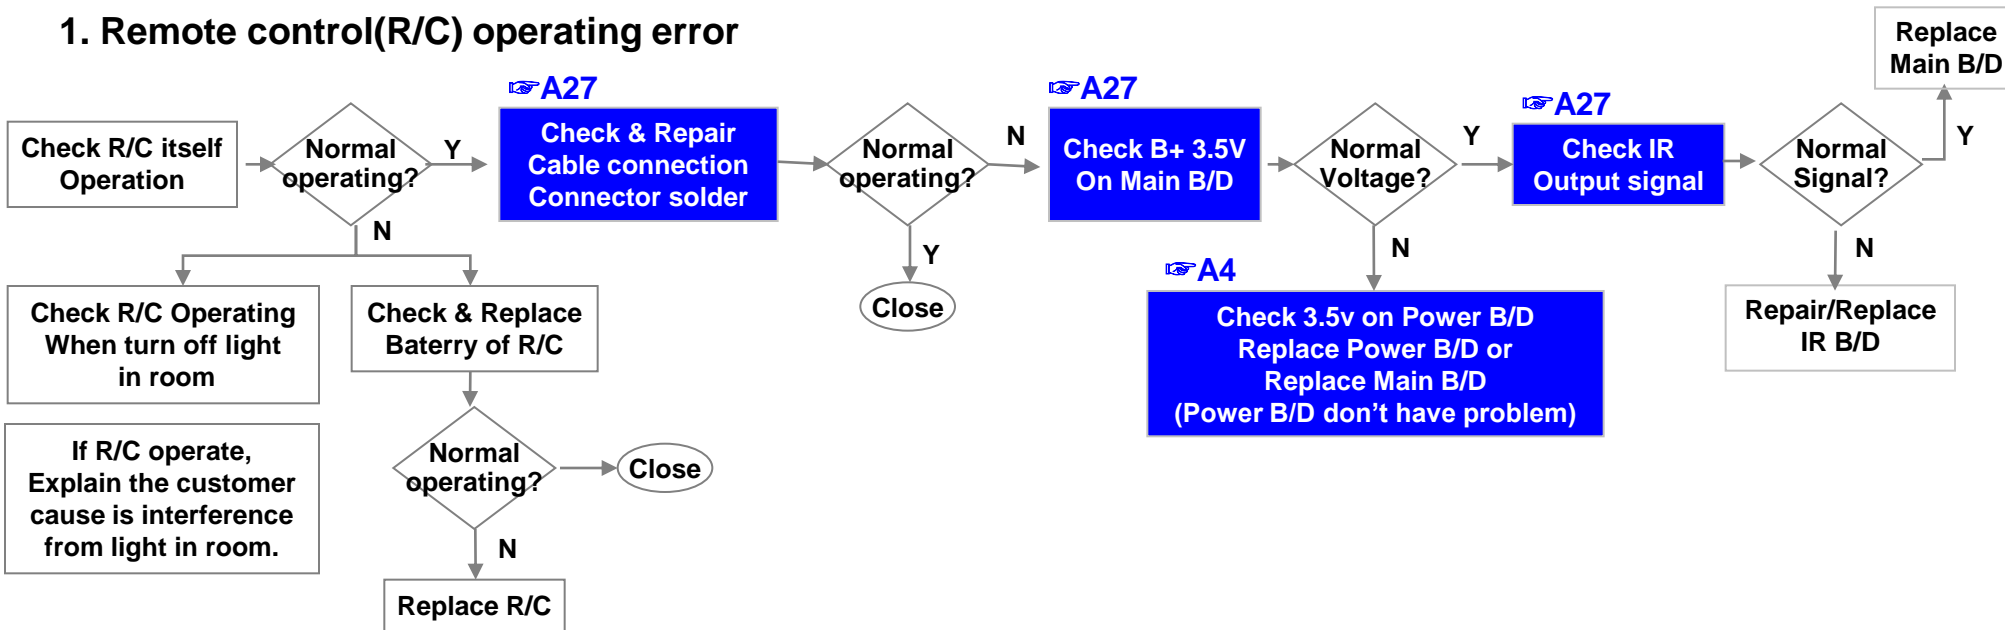 1. Remote control(R/C) operating error
Replace
Main B/D
☞A27
☞A27
☞A27
Check R/C itself
Operation
Normal
operating?
Y
Check & Repair
Cable connection
Connector solder
Normal
operating?
N
Check B+ 3.5V
On Main B/D
Normal
Voltage?
Y
Check IR
Output signal
Normal
Signal?
Y
N
Y
N
N
☞A4
Check R/C Operating
When turn off light
in room
Check & Replace
Baterry of R/C
Close
Check 3.5v on Power B/D
Replace Power B/D or
Replace Main B/D
(Power B/D don't have problem)
Repair/Replace
IR B/D
If R/C operate,
Explain the customer
cause is interference
from light in room.
Normal
operating?
Close
N
Replace R/C